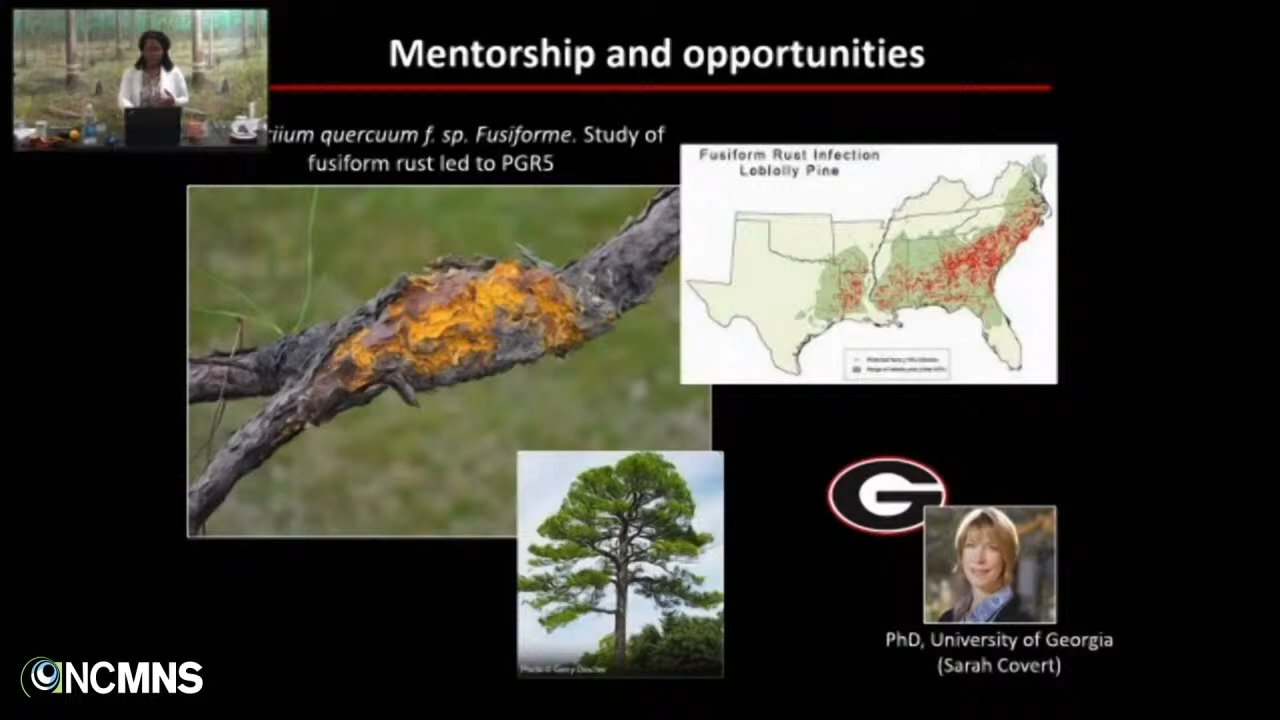 Mentorship and opportunities
quercuum f. sp. Fusiforme. Study of
fusiform rust led to PGR5
Fusiform Rust Infection
Loblolly Pine
G
PhD, University of Georgia
(Sarah Covert)
NCMNS